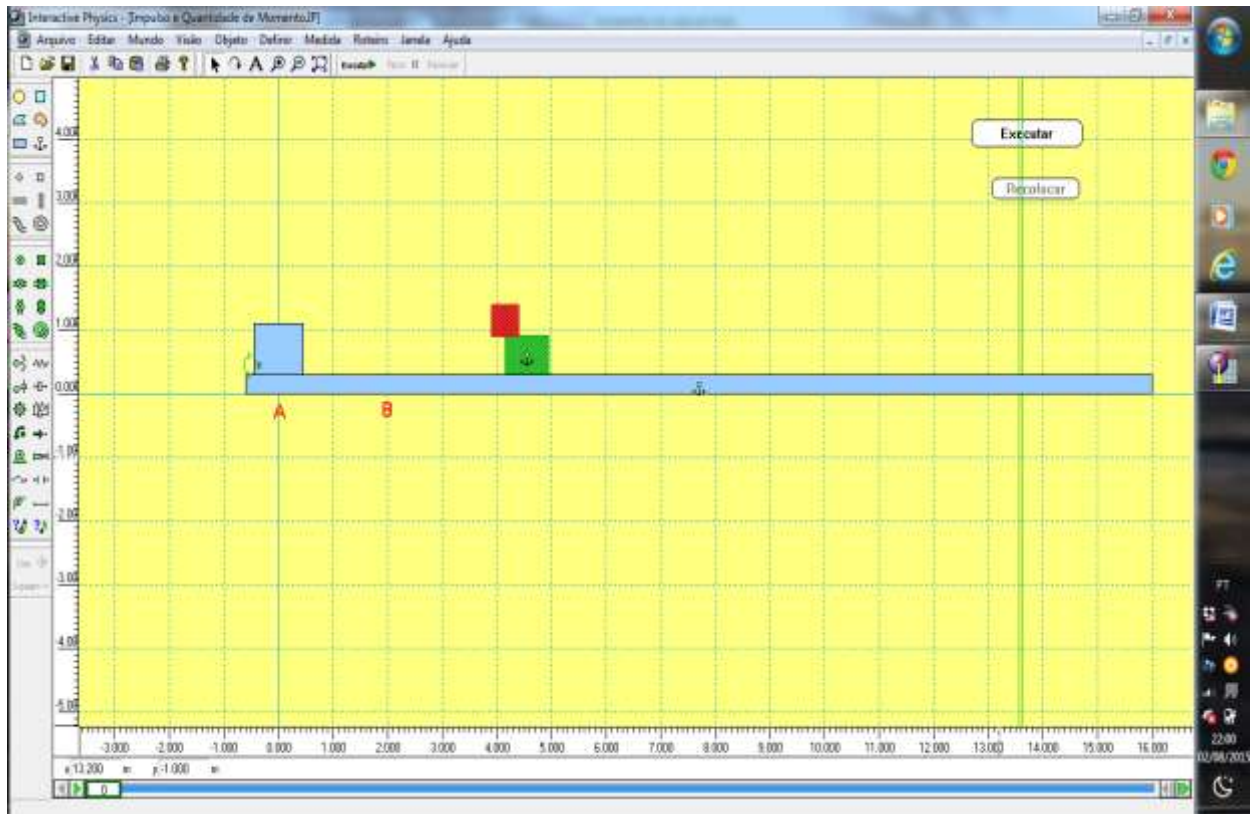 Interactive Physics - [Impulso e Quantidade de Momento.IP]
Arquivo Editar Mundo Visão Objeto Definir Medida Roteiro Janela Ajuda
Executar
Recolocar
4.000
3.000
2.000
1.000
0.000
A B
-1.000
-2.000
-3.000
-4.000
-5.000
-3.000 -2.000 -1.000 0.000 1.000 2.000 3.000 4.000 5.000 6.000 7.000 8.000 9.000 10.000 11.000 12.000 13.000 14.000 15.000 16.000
x:13.200 m y:-1.000 m
0
PT
22:00
02/08/2015